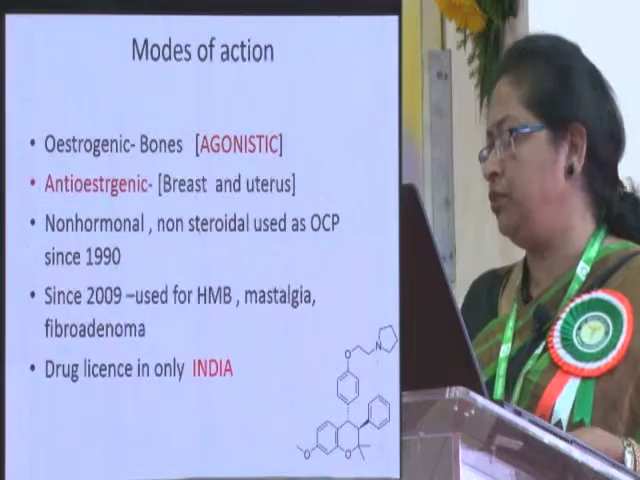 Modes of action
• Oestrogenic- Bones [AGONISTIC]
• Antioestrgenic- [Breast and uterus]
• Nonhormonal , non steroidal used as OCP
since 1990
• Since 2009 –used for HMB , mastalgia,
fibroadenoma
• Drug licence in only INDIA
O
N
O
O